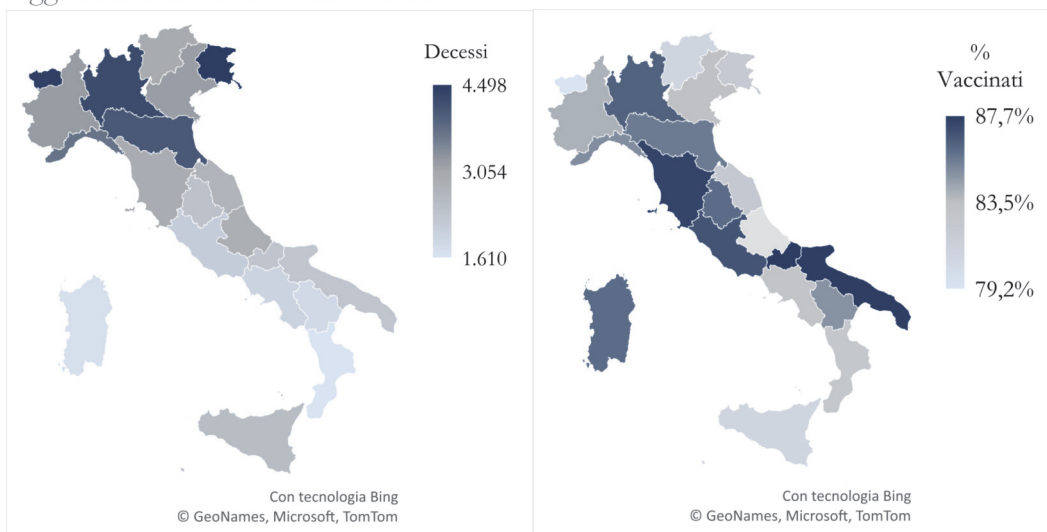 Decessi
4.498
3.054
1.610
Con tecnologia Bing
© GeoNames, Microsoft, TomTom
%
Vaccinati
87,7%
83,5%
79,2%
Con tecnologia Bing
© GeoNames, Microsoft, TomTom